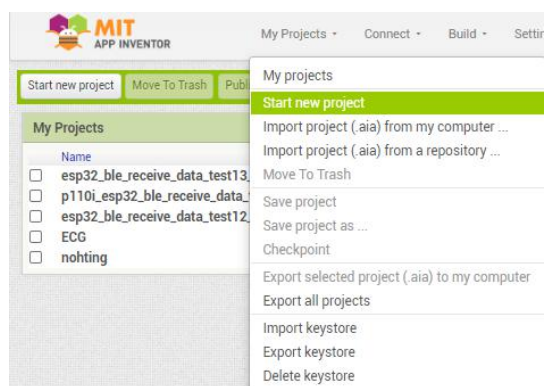 MIT
APP INVENTOR
My Projects
Connect
Build
Start new project
Move To Trash
My Projects
Name
esp32_ble_receive_data_test13_
p110i_esp32_ble_receive_data_
esp32_ble_receive_data_test12_
ECG
nohting
My projects
Start new project
Import project (.aia) from my computer ...
Import project (.aia) from a repository ...
Move To Trash
Save project
Save project as ...
Checkpoint
Export selected project (.aia) to my computer
Export all projects
Import keystore
Export keystore
Delete keystore